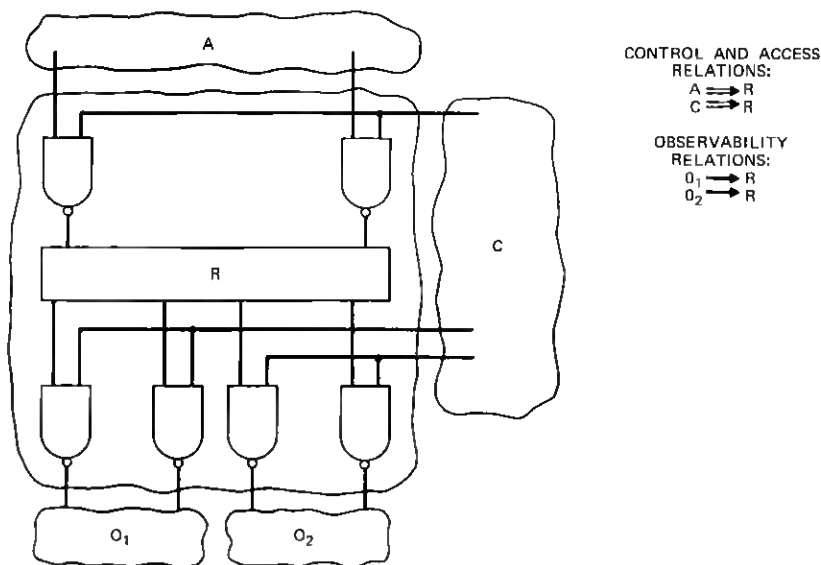 A
CONTROL AND ACCESS
RELATIONS:
A ⟹ R
C ⟹ R
OBSERVABILITY
RELATIONS:
O₁ ⟶ R
O₂ ⟶ R
C
R
O₁
O₂